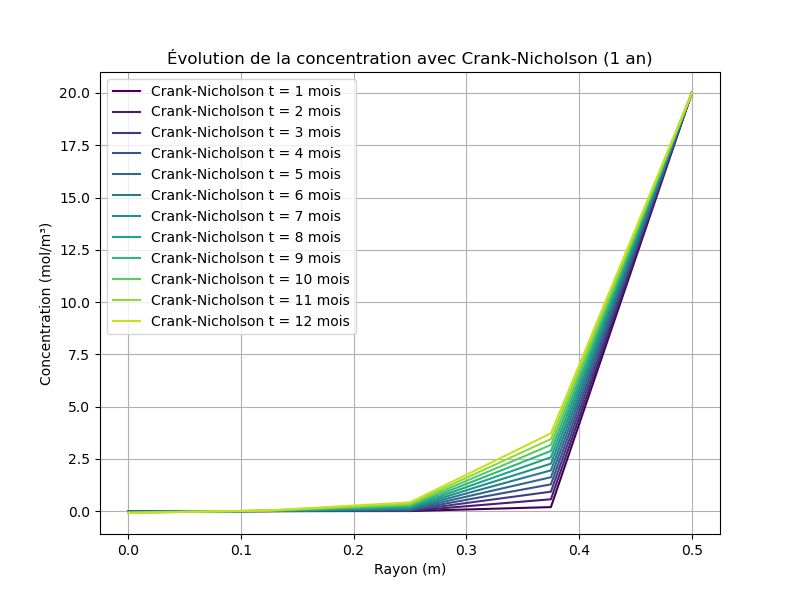 Évolution de la concentration avec Crank-Nicholson (1 an)
Crank-Nicholson t = 1 mois
Crank-Nicholson t = 2 mois
Crank-Nicholson t = 3 mois
Crank-Nicholson t = 4 mois
Crank-Nicholson t = 5 mois
Crank-Nicholson t = 6 mois
Crank-Nicholson t = 7 mois
Crank-Nicholson t = 8 mois
Crank-Nicholson t = 9 mois
Crank-Nicholson t = 10 mois
Crank-Nicholson t = 11 mois
Crank-Nicholson t = 12 mois
Concentration (mol/m³)
20.0
17.5
15.0
12.5
10.0
7.5
5.0
2.5
0.0
0.0 0.1 0.2 0.3 0.4 0.5
Rayon (m)